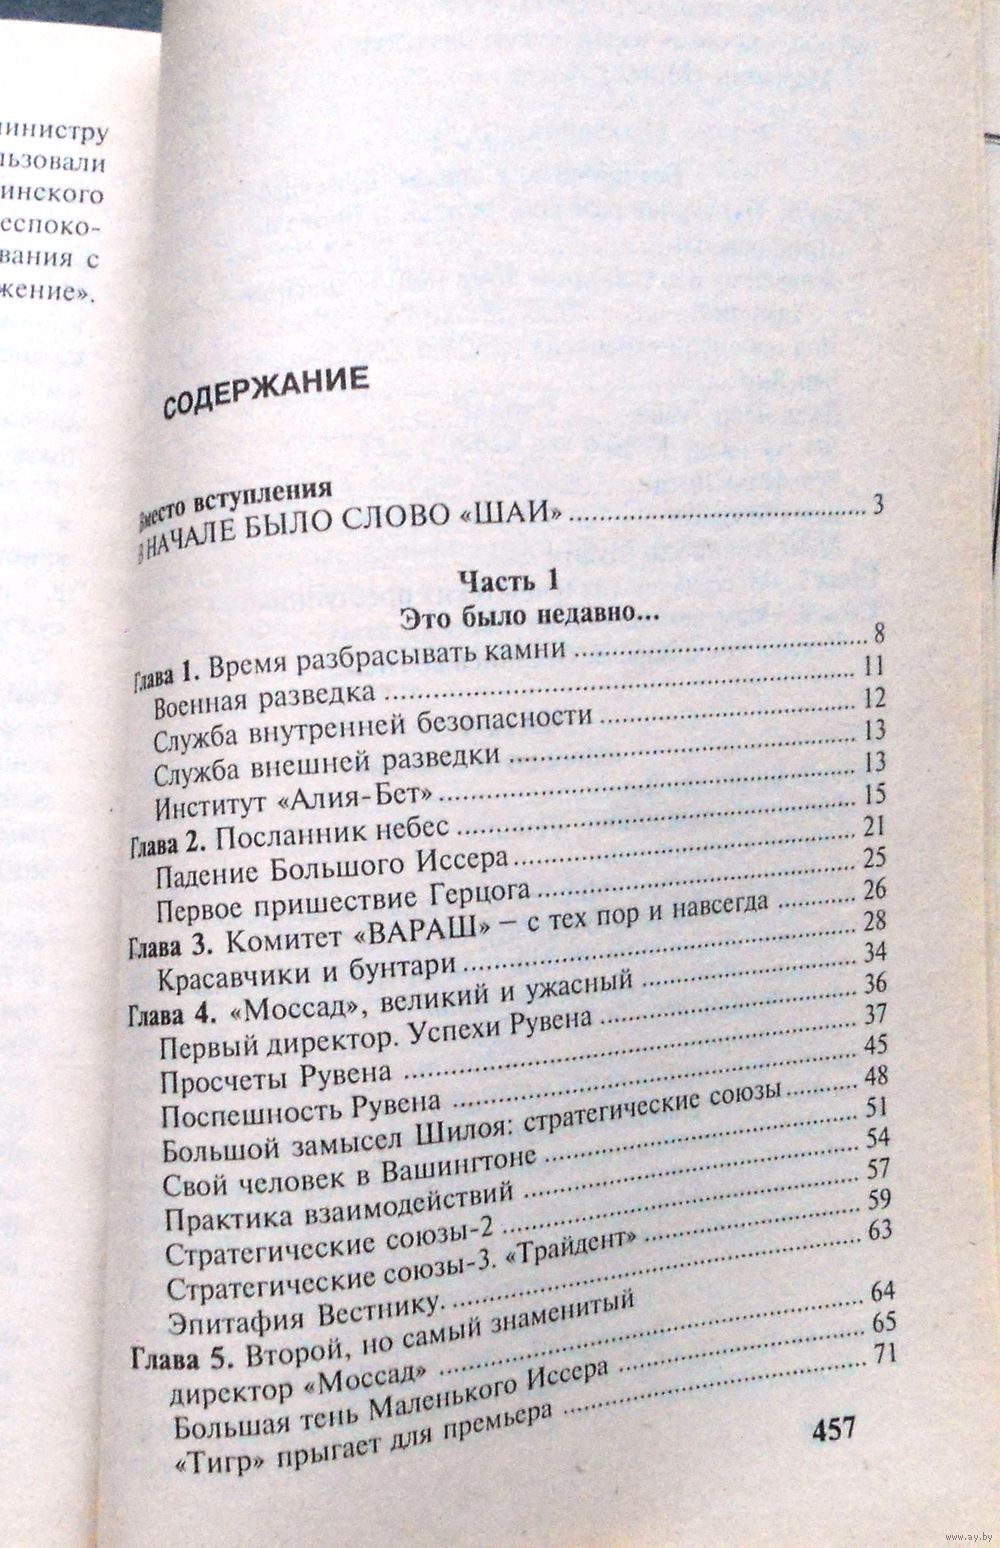 инистру
льзовали
инского
еспоко-
вания с
жение».
СОДЕРЖАНИЕ
Вместо вступления
В НАЧАЛЕ БЫЛО СЛОВО «ШАИ» ........ 3
Часть 1
Это было недавно...
Глава 1. Время разбрасывать камни ........ 8
Военная разведка ........ 11
Служба внутренней безопасности ........ 12
Служба внешней разведки ........ 13
Институт «Алия-Бет» ........ 13
Глава 2. Посланник небес ........ 15
Падение Большого Иссера ........ 21
Первое пришествие Герцога ........ 25
Глава 3. Комитет «ВАРАШ» – с тех пор и навсегда ........ 26
Красавчики и бунтари ........ 28
Глава 4. «Моссад», великий и ужасный ........ 34
Первый директор. Успехи Рувена ........ 36
Просчеты Рувена ........ 37
Поспешность Рувена ........ 45
Большой замысел Шилоя: стратегические союзы ........ 48
Свой человек в Вашингтоне ........ 51
Практика взаимодействий ........ 54
Стратегические союзы-2 ........ 57
Стратегические союзы-3. «Трайдент» ........ 59
Эпитафия Вестнику. ........ 63
Глава 5. Второй, но самый знаменитый
директор «Моссад» ........ 64
Большая тень Маленького Иссера ........ 65
«Тигр» прыгает для премьера ........ 71
457
www.ay.by